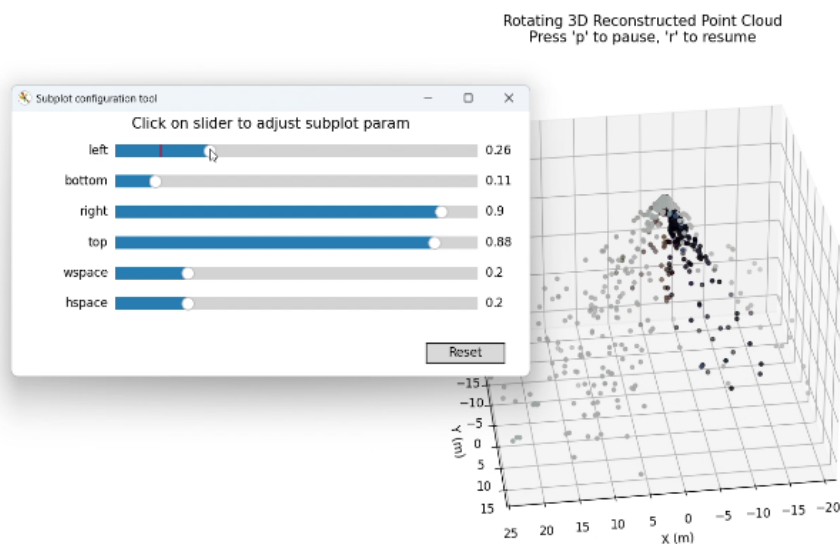 Rotating 3D Reconstructed Point Cloud
Press 'p' to pause, 'r' to resume
Subplot configuration tool
Click on slider to adjust subplot param
left 0.26
bottom 0.11
right 0.9
top 0.88
wspace 0.2
hspace 0.2
Reset
−15
−10
−5
0
5
10
15
Y (m)
25 20 15 10 5 0 −5 −10 −15 −20
X (m)